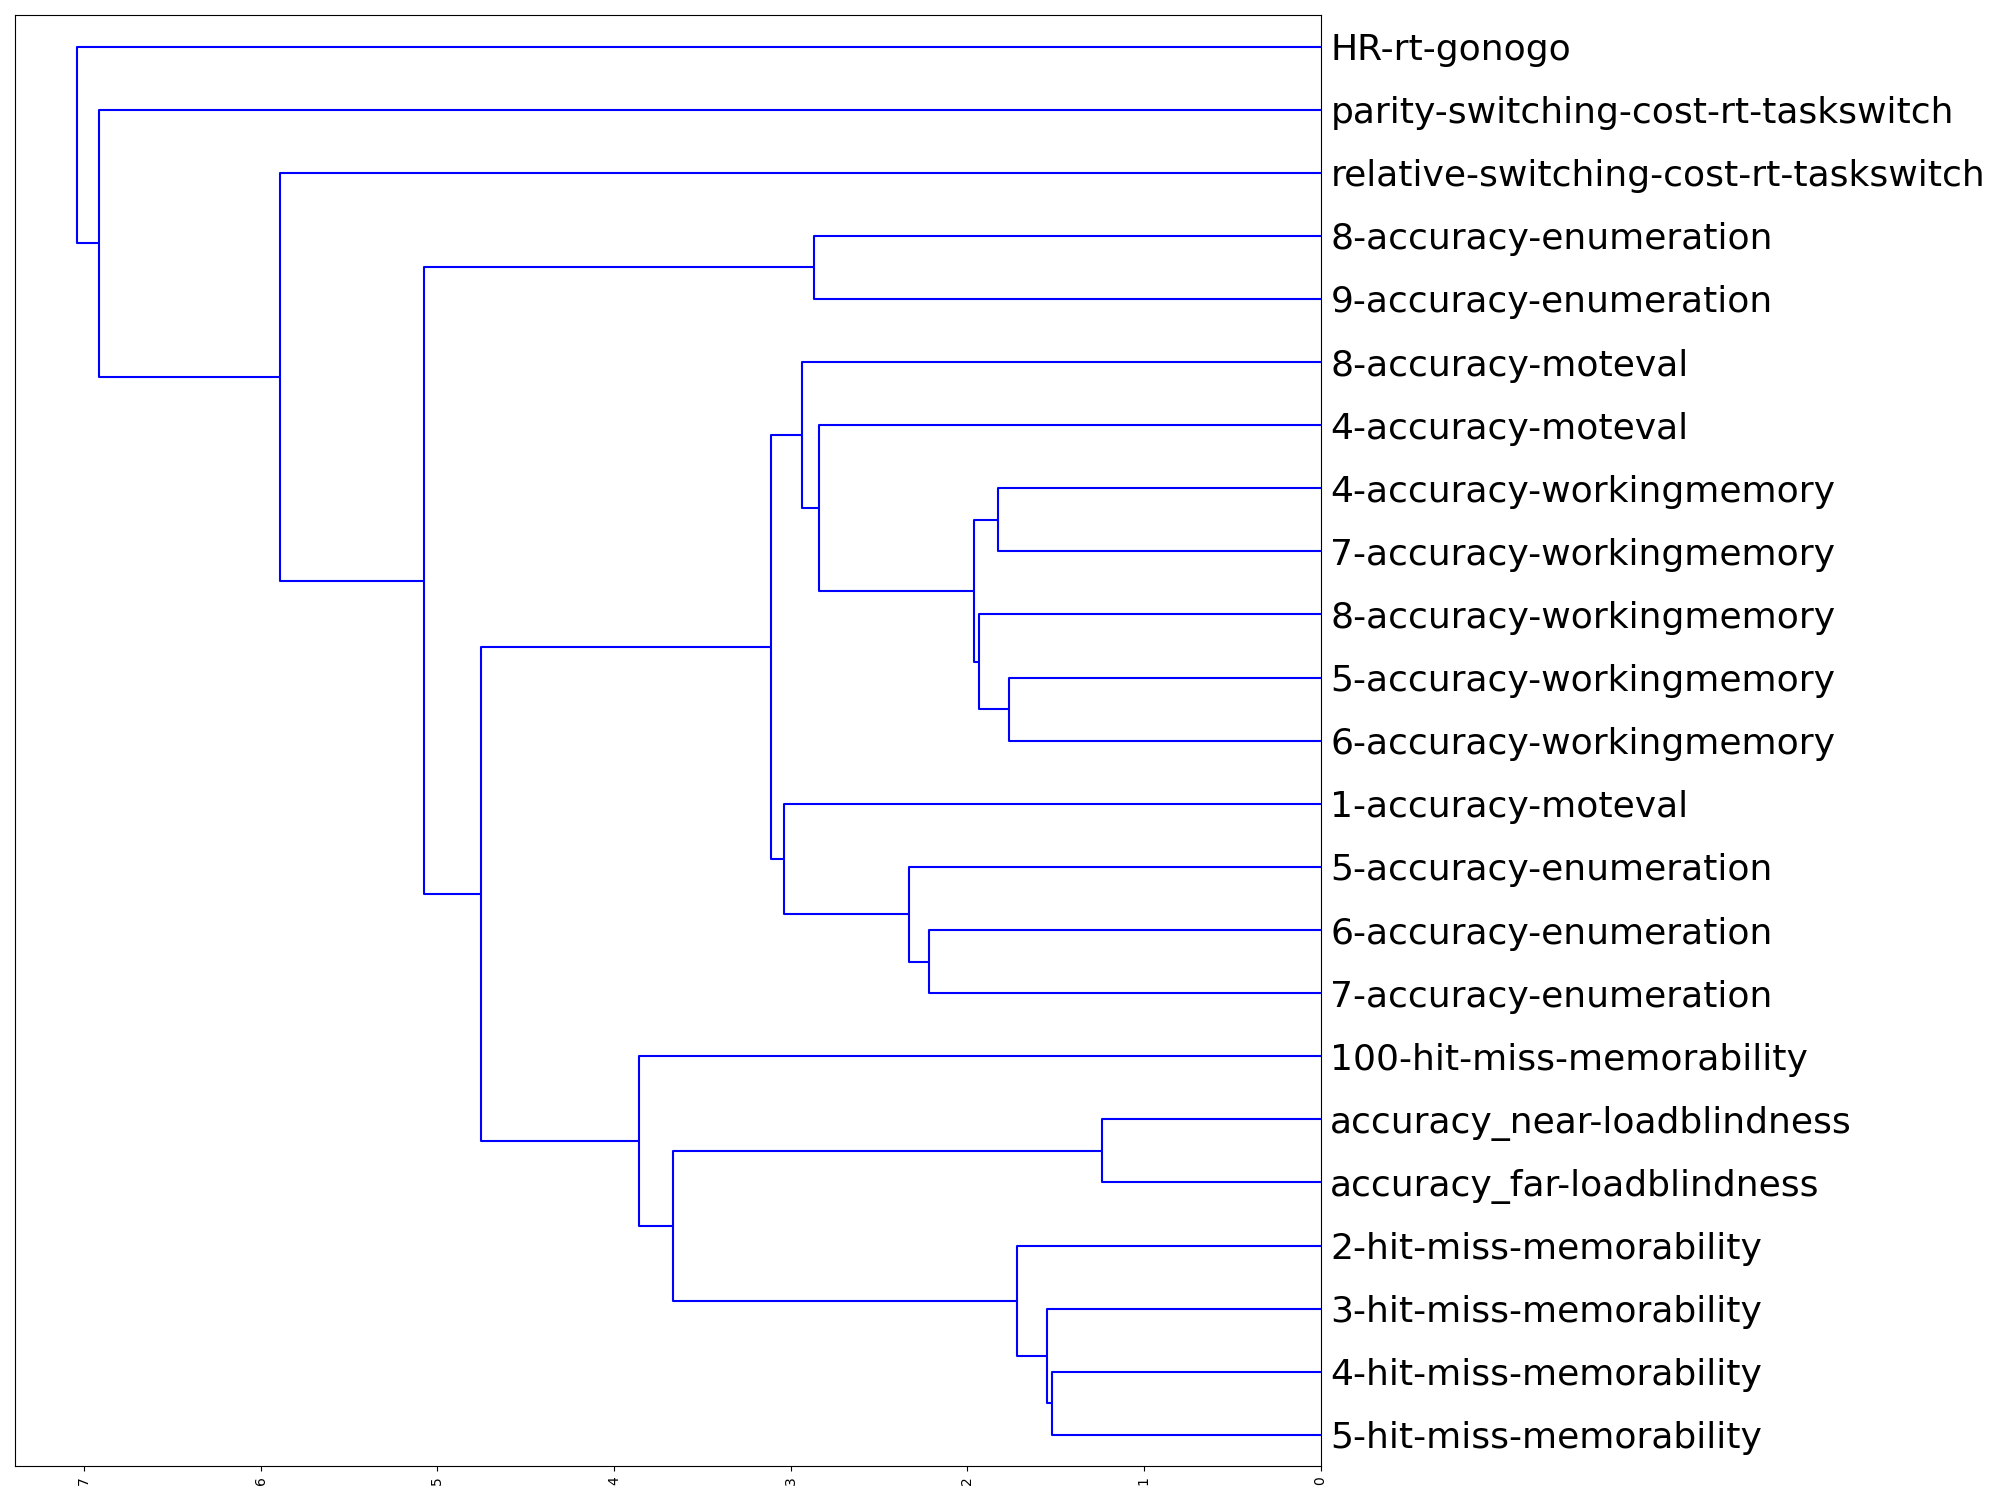 HR-rt-gonogo
parity-switching-cost-rt-taskswitch
relative-switching-cost-rt-taskswitch
8-accuracy-enumeration
9-accuracy-enumeration
8-accuracy-moteval
4-accuracy-moteval
4-accuracy-workingmemory
7-accuracy-workingmemory
8-accuracy-workingmemory
5-accuracy-workingmemory
6-accuracy-workingmemory
1-accuracy-moteval
5-accuracy-enumeration
6-accuracy-enumeration
7-accuracy-enumeration
100-hit-miss-memorability
accuracy_near-loadblindness
accuracy_far-loadblindness
2-hit-miss-memorability
3-hit-miss-memorability
4-hit-miss-memorability
5-hit-miss-memorability
7 6 5 4 3 2 1 0